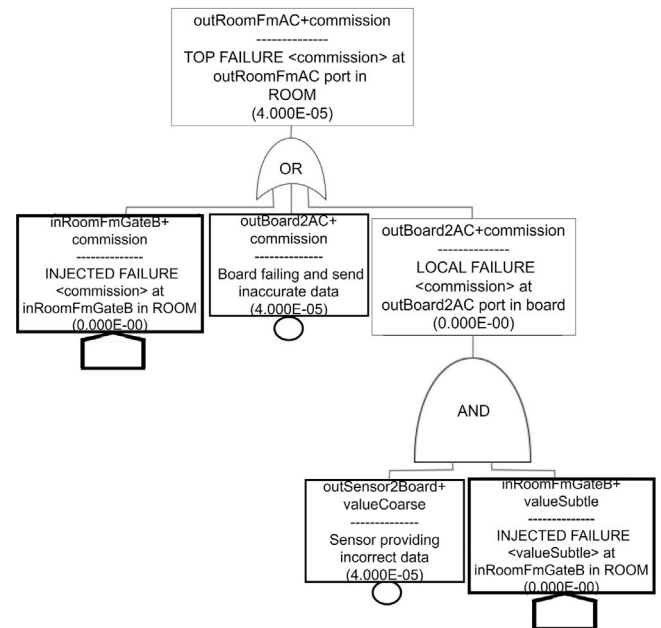 outRoomFmAC+commission
--------------
TOP FAILURE <commission> at
outRoomFmAC port in
ROOM
(4.000E-05)
OR
inRoomFmGateB+
commission
--------------
INJECTED FAILURE
<commission> at
inRoomFmGateB in ROOM
(0.000E-00)
outBoard2AC+
commission
--------------
Board failing and send
inaccurate data
(4.000E-05)
outBoard2AC+commission
--------------
LOCAL FAILURE
<commission> at
outBoard2AC port in board
(0.000E-00)
AND
outSensor2Board+
valueCoarse
--------------
Sensor providing
incorrect data
(4.000E-05)
inRoomFmGateB+
valueSubtle
--------------
INJECTED FAILURE
<valueSubtle> at
inRoomFmGateB in ROOM
(0.000E-00)